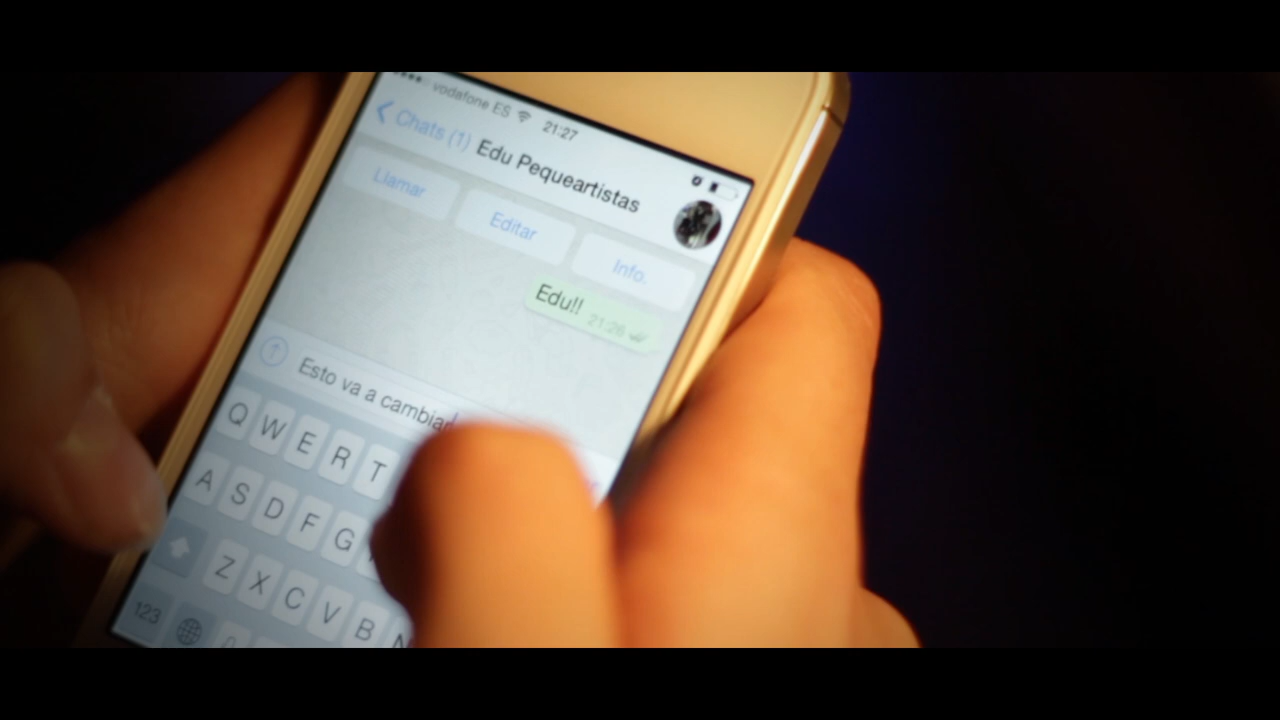 vodafone ES 21:27
Chats (1) Edu Pequeartistas
Llamar Editar Info.
Edu!! 21:26
Esto va a cambiar
Q W E R T
A S D F G
Z X C V B N
123